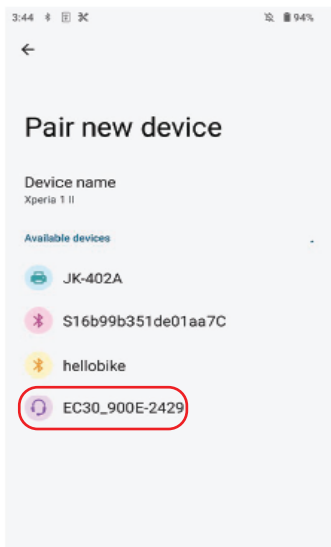 3:44 94%
Pair new device
Device name
Xperia 1 II
Available devices
JK-402A
S16b99b351de01aa7C
hellobike
EC30_900E-2429